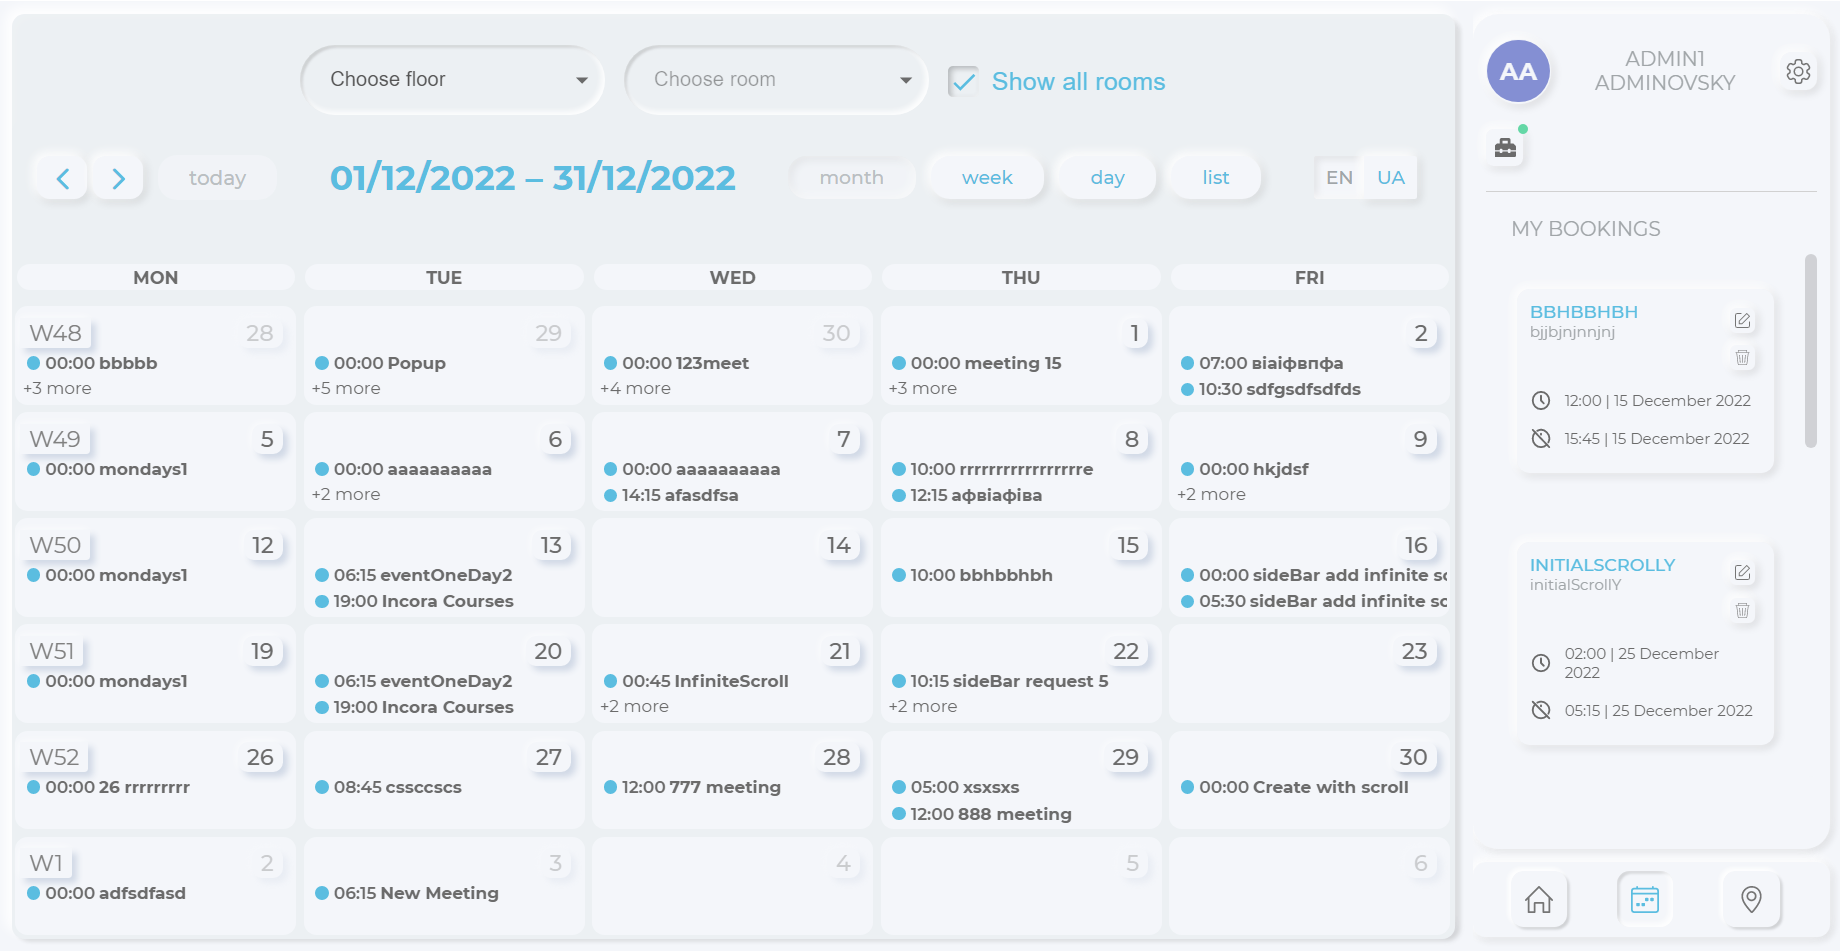 Choose floor
Choose room
Show all rooms
today
01/12/2022 – 31/12/2022
month
week
day
list
EN
UA
MON
TUE
WED
THU
FRI
W48
28
00:00 bbbbb
+3 more
29
00:00 Popup
+5 more
30
00:00 123meet
+4 more
1
00:00 meeting 15
+3 more
2
07:00 віаіфвпфа
10:30 sdfgsdfsdfds
W49
5
00:00 mondays1
6
00:00 aaaaaaaaaa
+2 more
7
00:00 aaaaaaaaaa
14:15 afasdfsa
8
10:00 rrrrrrrrrrrrrrrrre
12:15 афвіафіва
9
00:00 hkjdsf
+2 more
W50
12
00:00 mondays1
13
06:15 eventOneDay2
19:00 Incora Courses
14
15
10:00 bbhbbhbh
16
00:00 sideBar add infinite sc
05:30 sideBar add infinite sc
W51
19
00:00 mondays1
20
06:15 eventOneDay2
19:00 Incora Courses
21
00:45 InfiniteScroll
+2 more
22
10:15 sideBar request 5
+2 more
23
W52
26
00:00 26 rrrrrrrrr
27
08:45 cssccscs
28
12:00 777 meeting
29
05:00 xsxsxs
12:00 888 meeting
30
00:00 Create with scroll
W1
2
00:00 adfsdfasd
3
06:15 New Meeting
4
5
6
AA
ADMIN1
ADMINOVSKY
MY BOOKINGS
BBHBBHBH
bjjbjnjnnjnj
12:00 | 15 December 2022
15:45 | 15 December 2022
INITIALSCROLLY
initialScrollY
02:00 | 25 December
2022
05:15 | 25 December 2022